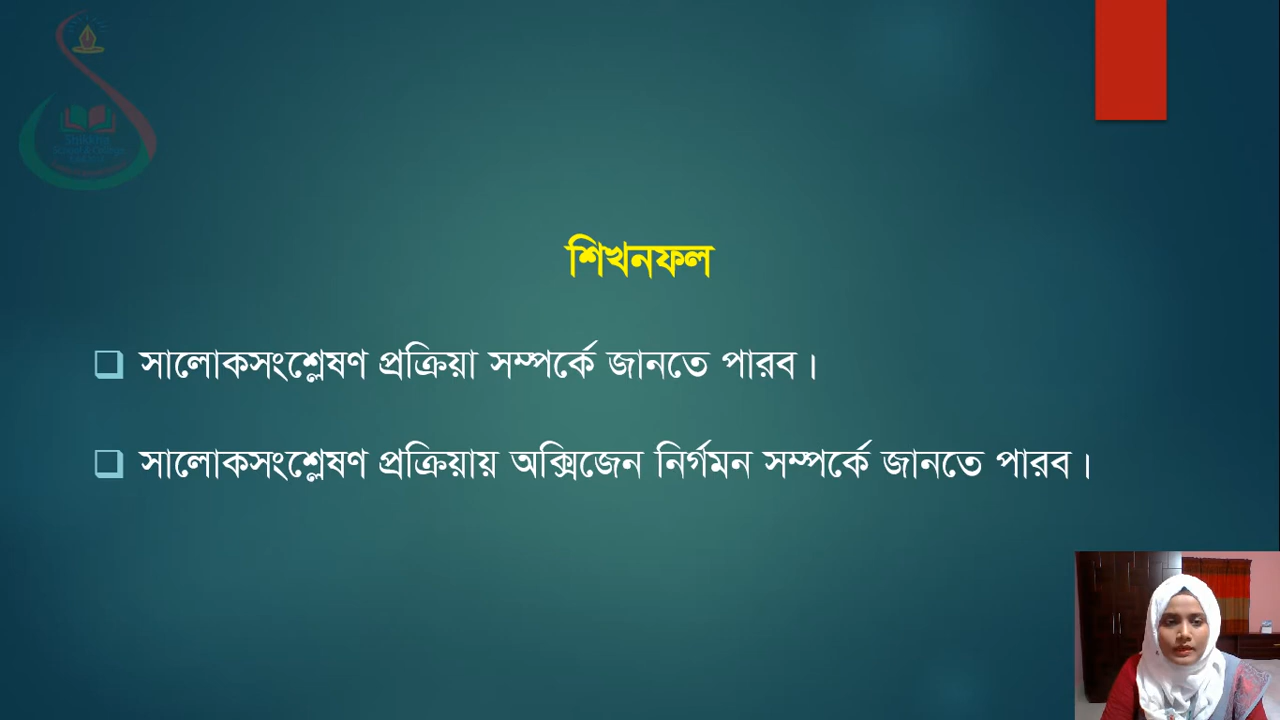 শিখনফল
সালোকসংশ্লেষণ প্রক্রিয়া সম্পর্কে জানতে পারব।
সালোকসংশ্লেষণ প্রক্রিয়ায় অক্সিজেন নির্গমন সম্পর্কে জানতে পারব।